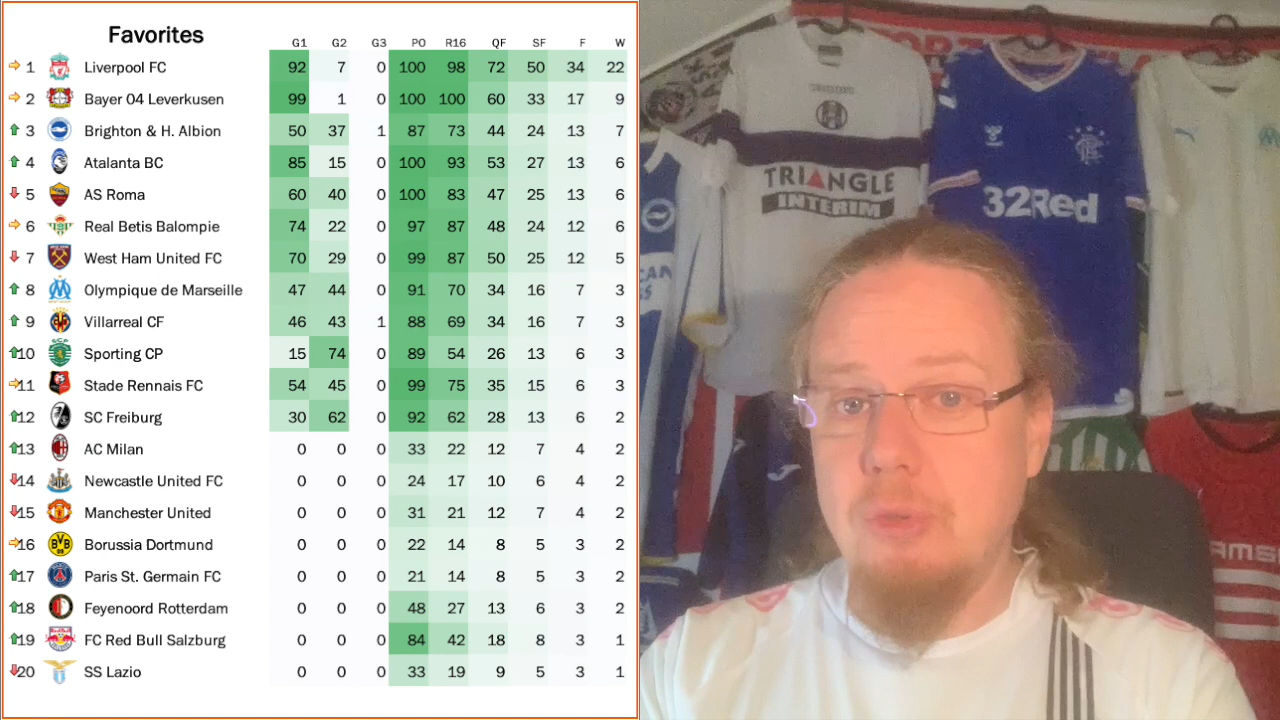 Favorites
G1 G2 G3 PO R16 QF SF F W
1 Liverpool FC 92 7 0 100 98 72 50 34 22
2 Bayer 04 Leverkusen 99 1 0 100 100 60 33 17 9
3 Brighton & H. Albion 50 37 1 87 73 44 24 13 7
4 Atalanta BC 85 15 0 100 93 53 27 13 6
5 AS Roma 60 40 0 100 83 47 25 13 6
6 Real Betis Balompie 74 22 0 97 87 48 24 12 6
7 West Ham United FC 70 29 0 99 87 50 25 12 5
8 Olympique de Marseille 47 44 0 91 70 34 16 7 3
9 Villarreal CF 46 43 1 88 69 34 16 7 3
10 Sporting CP 15 74 0 89 54 26 13 6 3
11 Stade Rennais FC 54 45 0 99 75 35 15 6 3
12 SC Freiburg 30 62 0 92 62 28 13 6 2
13 AC Milan 0 0 0 33 22 12 7 4 2
14 Newcastle United FC 0 0 0 24 17 10 6 4 2
15 Manchester United 0 0 0 31 21 12 7 4 2
16 Borussia Dortmund 0 0 0 22 14 8 5 3 2
17 Paris St. Germain FC 0 0 0 21 14 8 5 3 2
18 Feyenoord Rotterdam 0 0 0 48 27 13 6 3 2
19 FC Red Bull Salzburg 0 0 0 84 42 18 8 3 1
20 SS Lazio 0 0 0 33 19 9 5 3 1
TRIANGLE
INTERIM
32Red